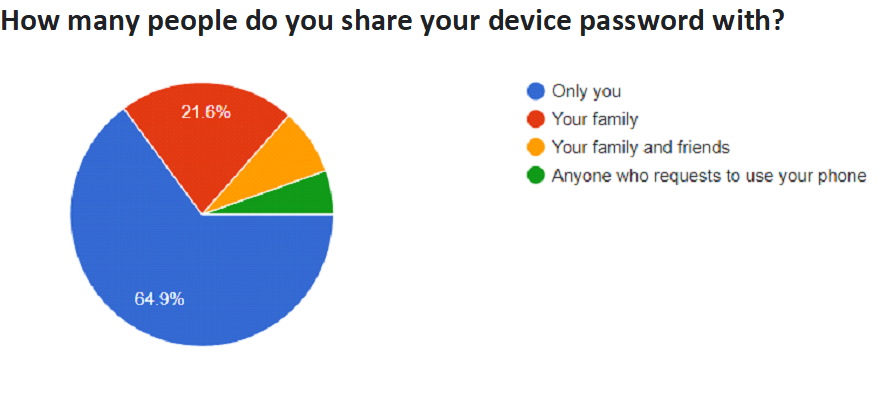 How many people do you share your device password with?
21.6%
64.9%
Only you
Your family
Your family and friends
Anyone who requests to use your phone